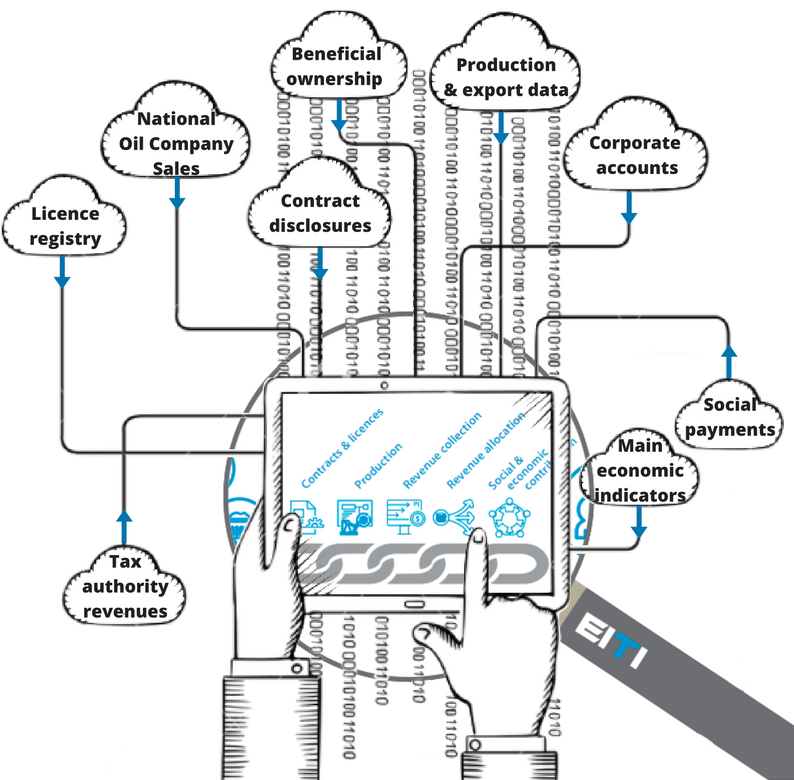 Beneficial
ownership
Production
& export data
National
Oil Company
Sales
Corporate
accounts
Contract
disclosures
Licence
registry
Social
payments
Main
economic
indicators
Tax
authority
revenues
Contracts & licences
Production
Revenue collection
Revenue allocation
Social &
economic
EITI